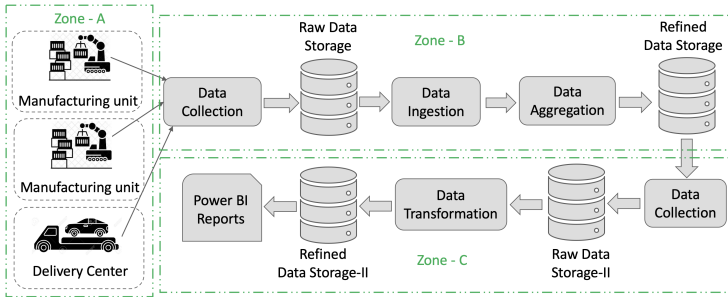 Zone - A
Manufacturing unit
Manufacturing unit
Delivery Center
Zone - B
Data
Collection
Raw Data
Storage
Data
Ingestion
Data
Aggregation
Refined
Data Storage
Data
Collection
Raw Data
Storage-II
Data
Transformation
Refined
Data Storage-II
Power BI
Reports
Zone - C